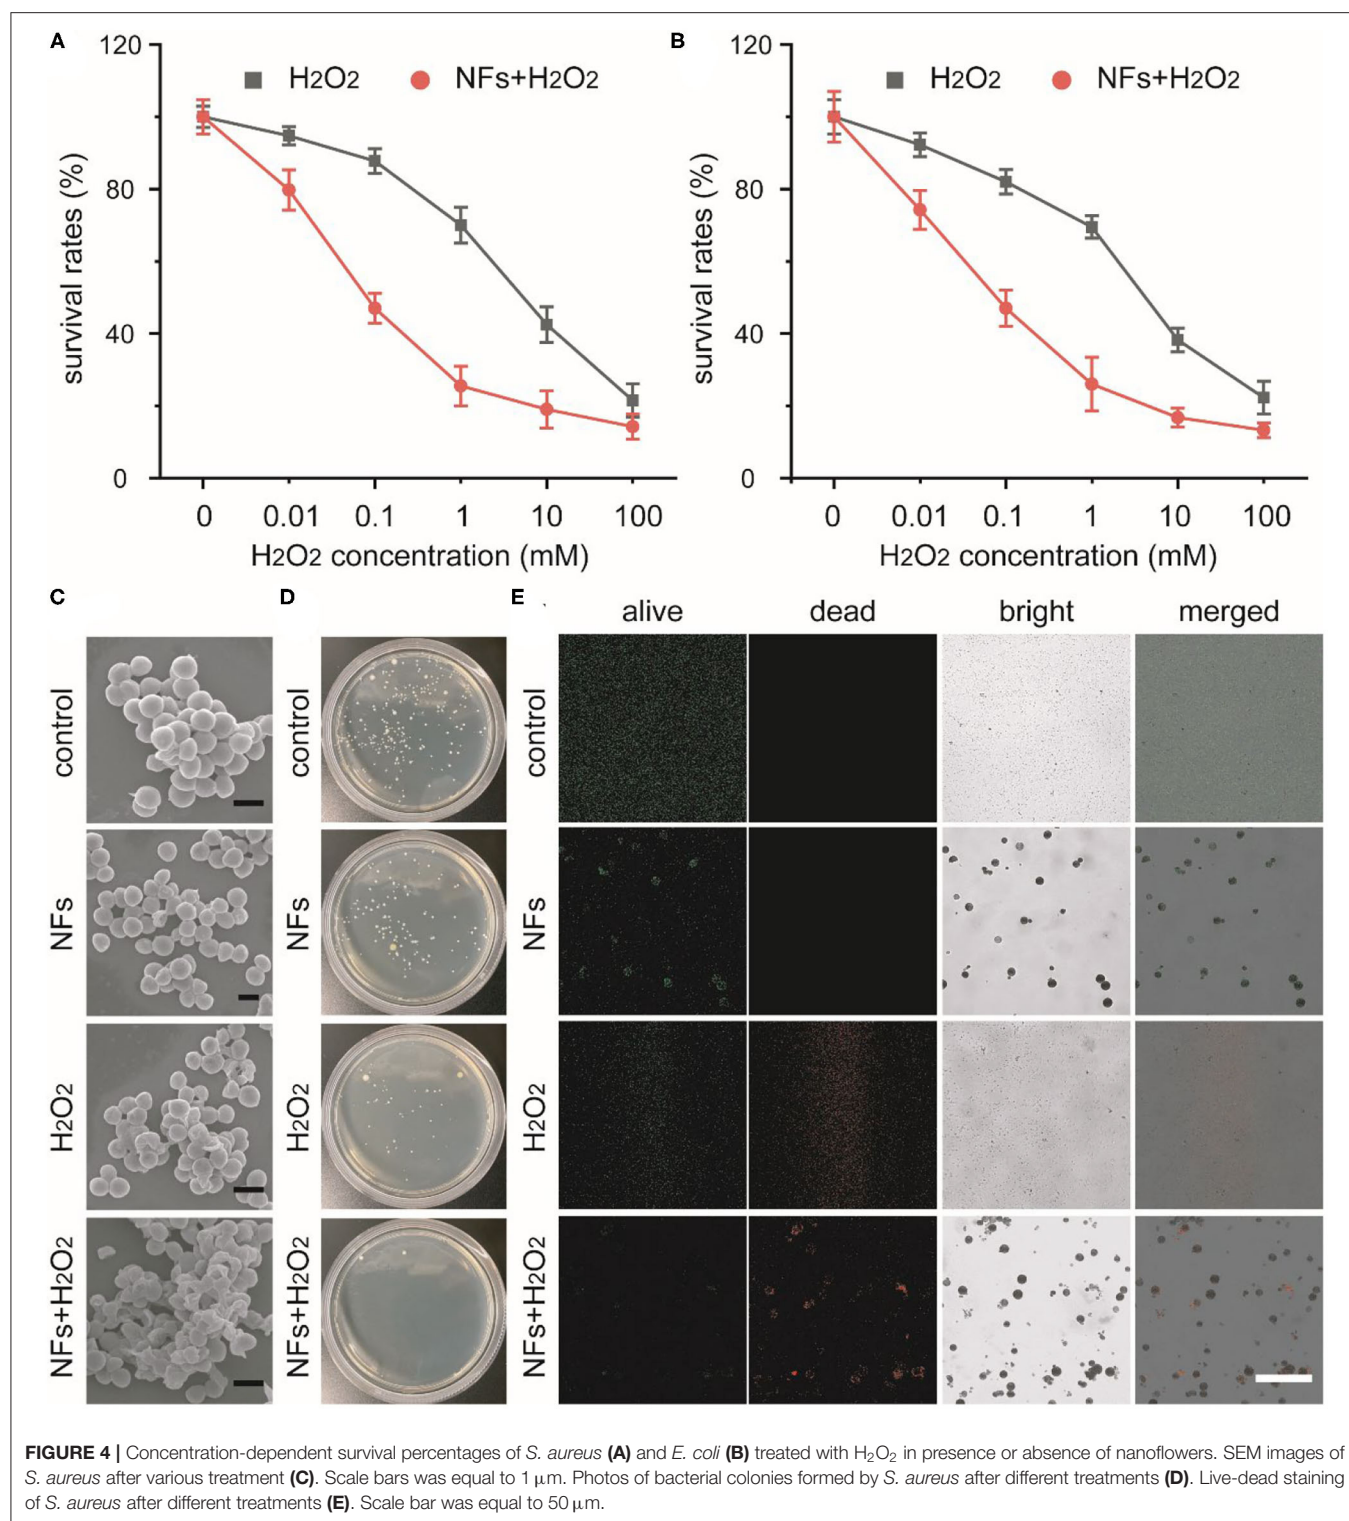 A
120
80
40
0
survival rates (%)
H2O2
NFs+H2O2
0
0.01
0.1
1
10
100
H2O2 concentration (mM)
B
120
80
40
0
survival rates (%)
H2O2
NFs+H2O2
0
0.01
0.1
1
10
100
H2O2 concentration (mM)
C
control
NFs
H2O2
NFs+H2O2
D
control
NFs
H2O2
NFs+H2O2
E
alive
dead
bright
merged
control
NFs
H2O2
NFs+H2O2
FIGURE 4 | Concentration-dependent survival percentages of S. aureus (A) and E. coli (B) treated with H₂O₂ in presence or absence of nanoflowers. SEM images of
S. aureus after various treatment (C). Scale bars was equal to 1 μm. Photos of bacterial colonies formed by S. aureus after different treatments (D). Live-dead staining
of S. aureus after different treatments (E). Scale bar was equal to 50 μm.